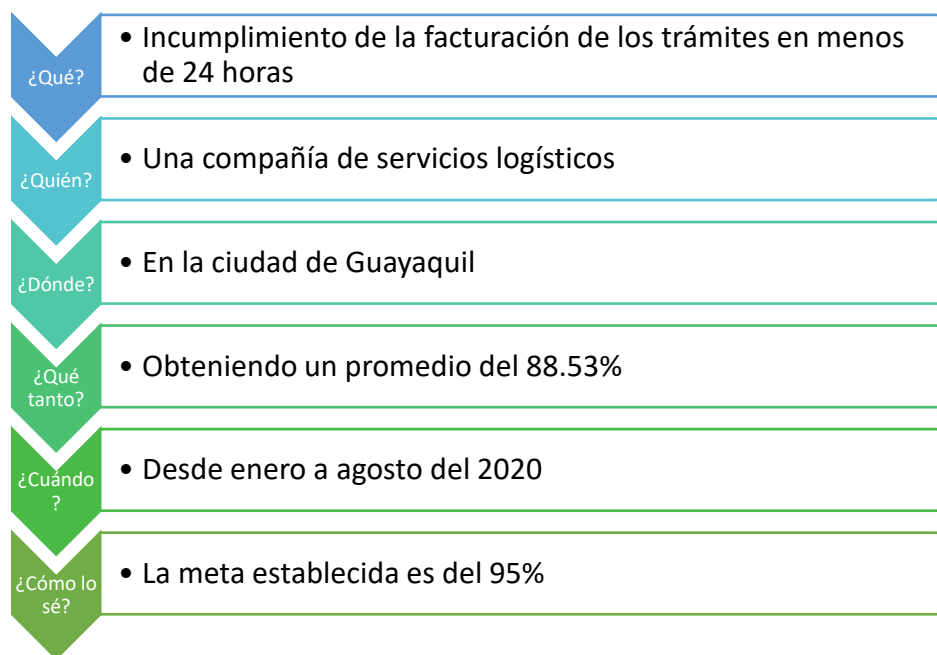 ¿Qué?
• Incumplimiento de la facturación de los trámites en menos
de 24 horas
¿Quién?
• Una compañía de servicios logísticos
¿Dónde?
• En la ciudad de Guayaquil
¿Qué
tanto?
• Obteniendo un promedio del 88.53%
¿Cuándo
?
• Desde enero a agosto del 2020
¿Cómo lo
sé?
• La meta establecida es del 95%